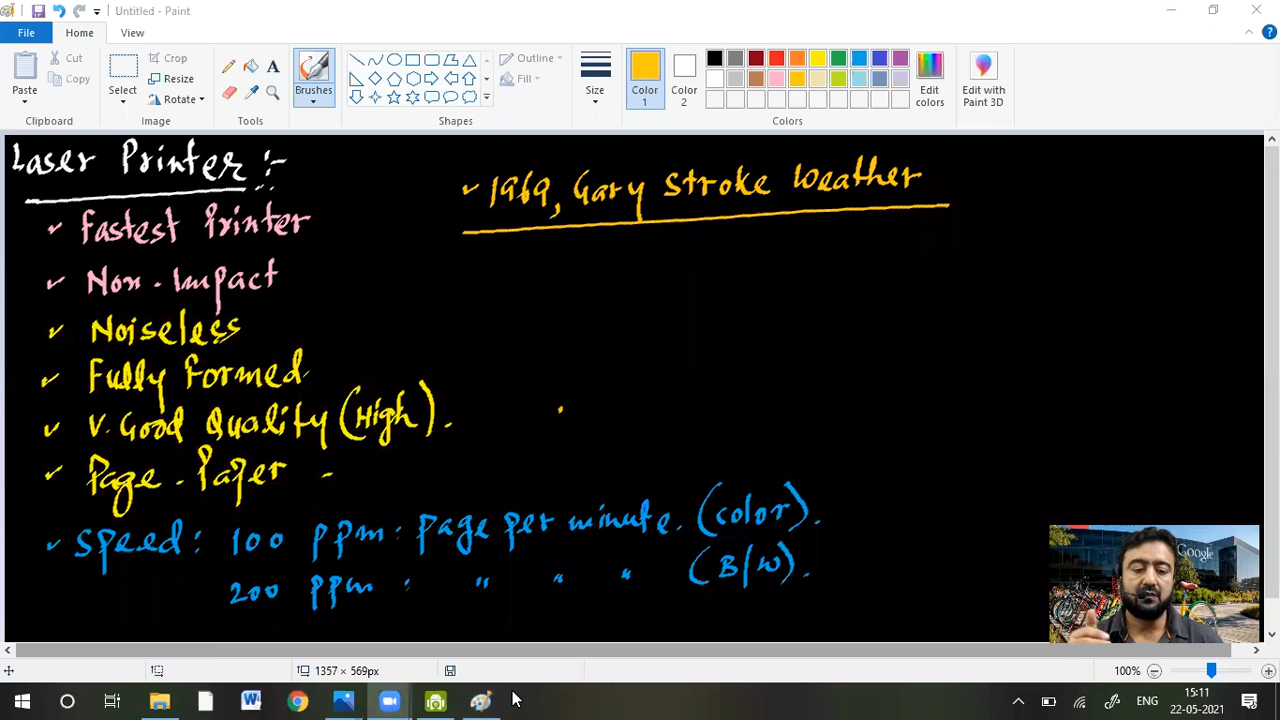 Untitled - Paint
File
Home
View
Paste
Cut
Copy
Clipboard
Select
Crop
Resize
Rotate
Image
A
Tools
Brushes
Outline
Fill
Shapes
Size
Color 1
Color 2
Edit colors
Edit with Paint 3D
Colors
Laser Printer :-
✓ 1969, Gary Stroke Weather
✓ Fastest Printer
✓ Non-Impact
✓ Noiseless
✓ Fully Formed
✓ V. Good Quality (High).
✓ Page - Paper -
✓ Speed: 100 ppm: page per minute. (color).
200 ppm : " " " (B/W).
Google
1357 × 569px
100%
ENG
15:11
22-05-2021